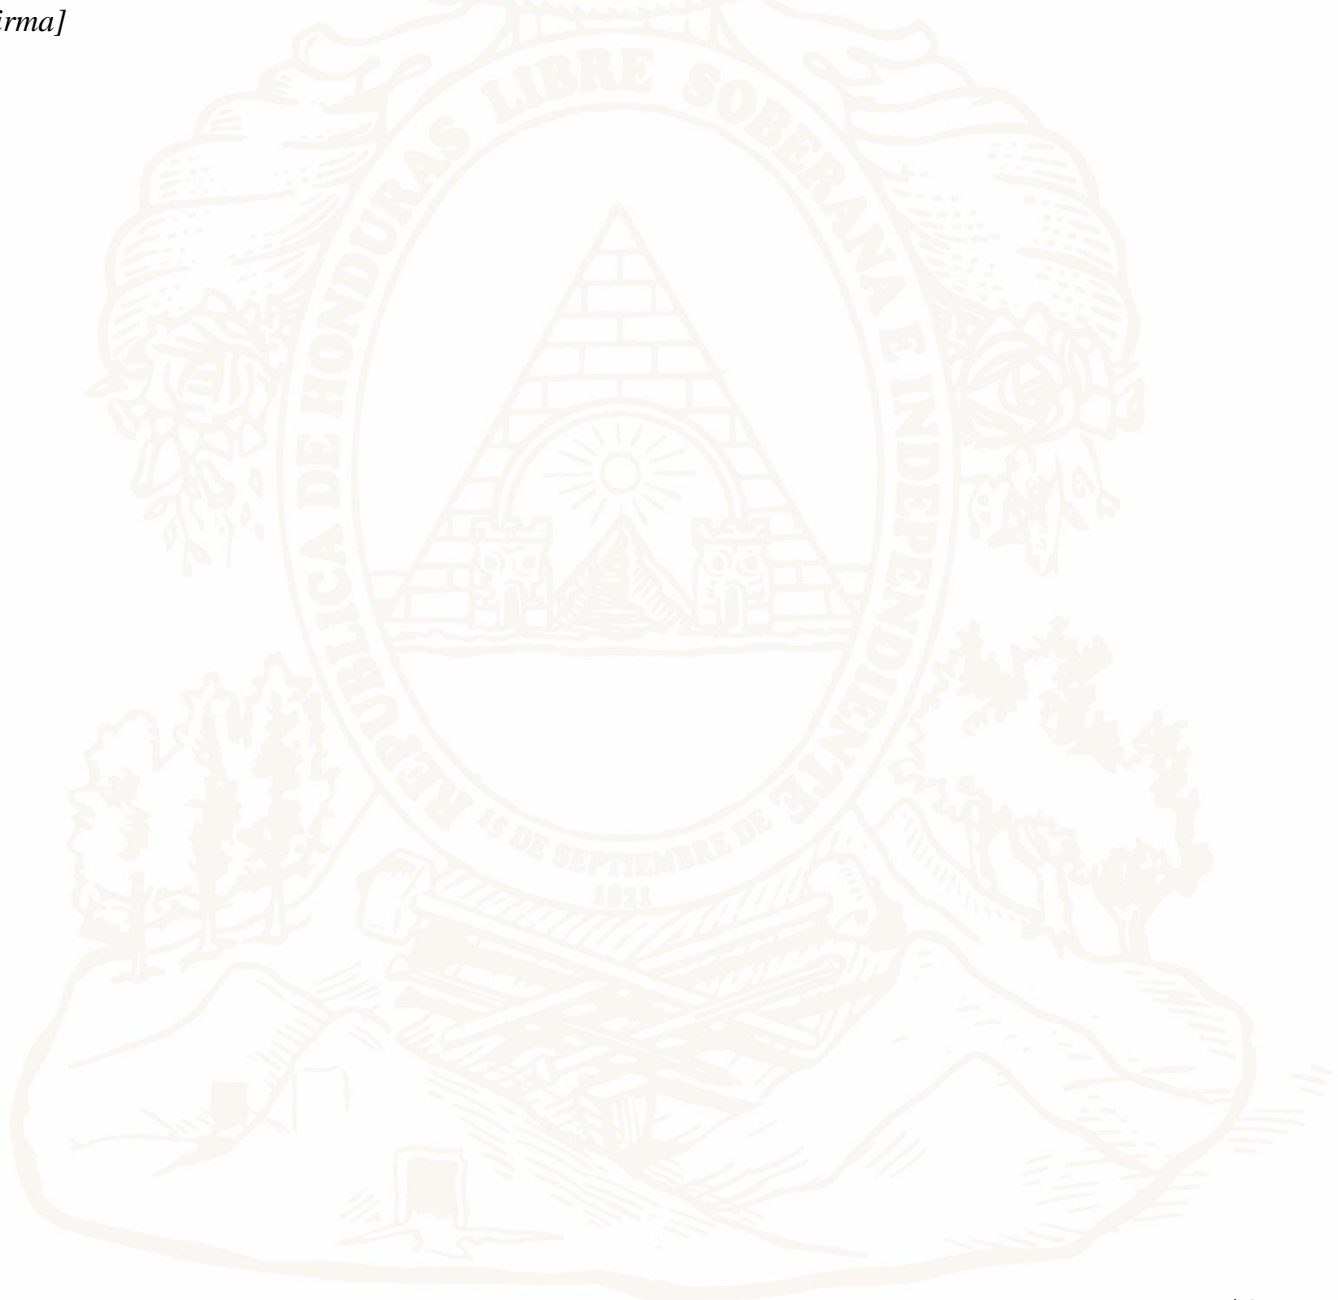 irma]
REPUBLICA DE HONDURAS LIBRE SOBERANA E INDEPENDIENTE
15 DE SEPTIEMBRE DE
1821